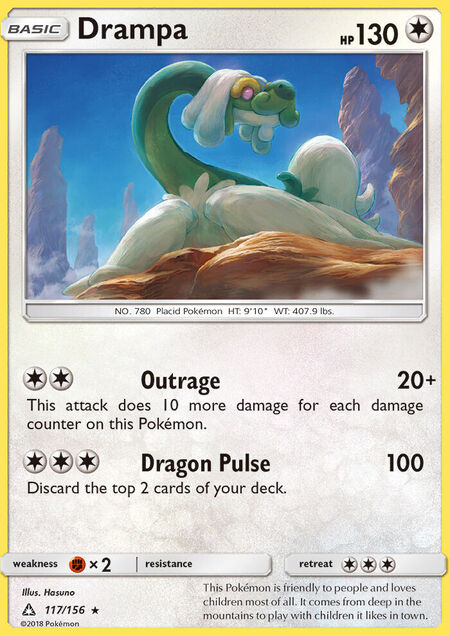 BASIC Drampa HP 130
NO. 780 Placid Pokémon HT: 9'10" WT: 407.9 lbs.
Outrage 20+
This attack does 10 more damage for each damage
counter on this Pokémon.
Dragon Pulse 100
Discard the top 2 cards of your deck.
weakness ×2 resistance retreat
Illus. Hasuno
117/156 ★
©2018 Pokémon
This Pokémon is friendly to people and loves
children most of all. It comes from deep in the
mountains to play with children it likes in town.